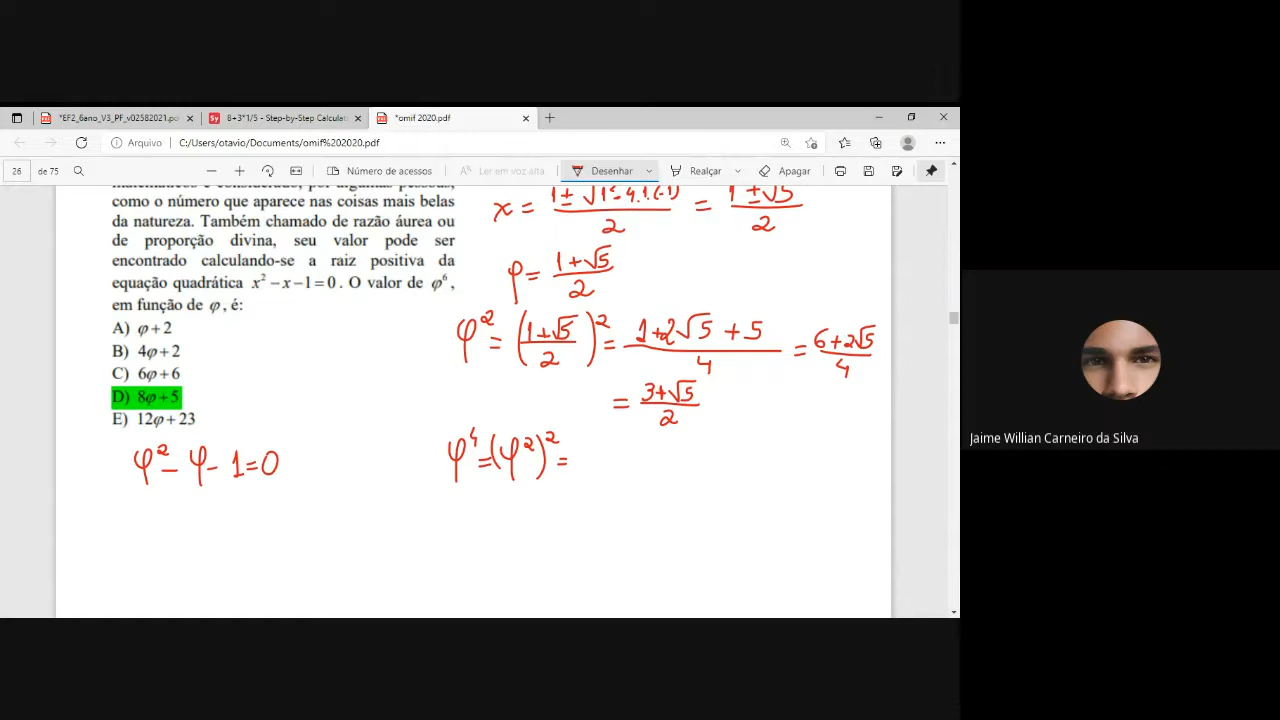 *EF2_6ano_V3_PF_v02582021.pd
8+3*1/5 - Step-by-Step Calculat
*omif 2020.pdf
Arquivo
C:/Users/otavio/Documents/omif%202020.pdf
26 de 75
Número de acessos
Ler em voz alta
Desenhar
Realçar
Apagar
matemáticos e considerado, por algumas pessoas,
como o número que aparece nas coisas mais belas
da natureza. Também chamado de razão áurea ou
de proporção divina, seu valor pode ser
encontrado calculando-se a raiz positiva da
equação quadrática x² − x − 1 = 0. O valor de φ⁶,
em função de φ, é:
A) φ + 2
B) 4φ + 2
C) 6φ + 6
D) 8φ + 5
E) 12φ + 23
φ² − φ − 1 = 0
x = (1 ± √(1² − 4.1.(-1)))/2 = (1 ± √5)/2
φ = (1 + √5)/2
φ² = ((1 + √5)/2)² = (1 + 2√5 + 5)/4 = (6 + 2√5)/4
= (3 + √5)/2
φ⁴ = (φ²)² =
Jaime Willian Carneiro da Silva